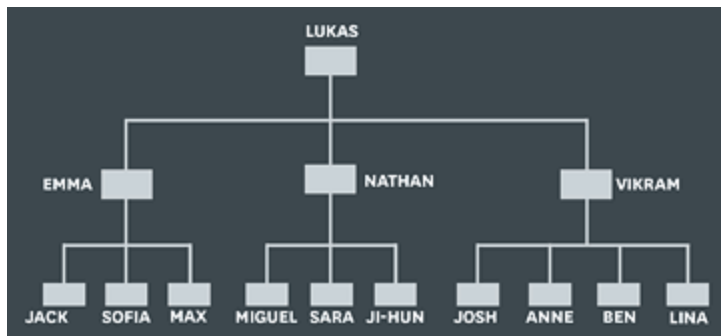 LUKAS
EMMA NATHAN VIKRAM
JACK SOFIA MAX MIGUEL SARA JI-HUN JOSH ANNE BEN LINA